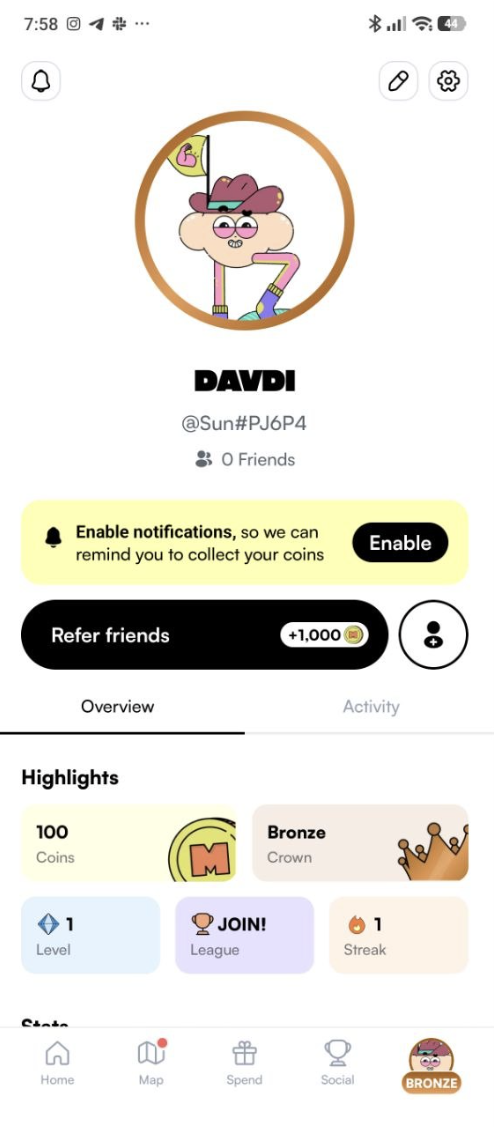 7:58
44
DAVDI
@Sun#PJ6P4
0 Friends
Enable notifications, so we can
remind you to collect your coins
Enable
Refer friends
+1,000 M
Overview
Activity
Highlights
100
Coins
M
Bronze
Crown
1
Level
JOIN!
League
1
Streak
Stats
Home
Map
Spend
Social
BRONZE